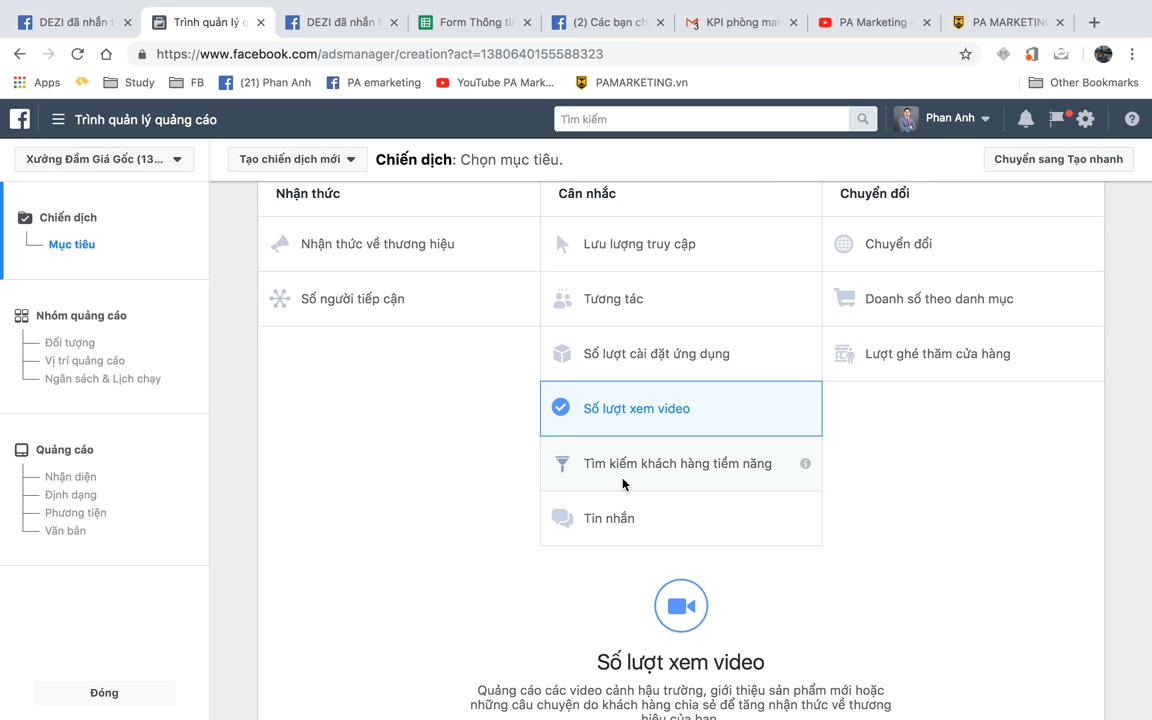 DEZI đã nhắn t
Trình quản lý q
DEZI đã nhắn t
Form Thông ti
(2) Các bạn ch
KPI phòng ma
PA Marketing -
PA MARKETIN
https://www.facebook.com/adsmanager/creation?act=1380640155588323
Apps
Study
FB
(21) Phan Anh
PA emarketing
YouTube PA Mark...
PAMARKETING.vn
Other Bookmarks
Trình quản lý quảng cáo
Tìm kiếm
Phan Anh
Xưởng Đầm Giá Gốc (13...
Tạo chiến dịch mới
Chiến dịch: Chọn mục tiêu.
Chuyển sang Tạo nhanh
Chiến dịch
Mục tiêu
Nhóm quảng cáo
Đối tượng
Vị trí quảng cáo
Ngân sách & Lịch chạy
Quảng cáo
Nhận diện
Định dạng
Phương tiện
Văn bản
Đóng
Nhận thức
Cân nhắc
Chuyển đổi
Nhận thức về thương hiệu
Lưu lượng truy cập
Chuyển đổi
Số người tiếp cận
Tương tác
Doanh số theo danh mục
Số lượt cài đặt ứng dụng
Lượt ghé thăm cửa hàng
Số lượt xem video
Tìm kiếm khách hàng tiềm năng
Tin nhắn
Số lượt xem video
Quảng cáo các video cảnh hậu trường, giới thiệu sản phẩm mới hoặc
những câu chuyện do khách hàng chia sẻ để tăng nhận thức về thương
hiệu của bạn